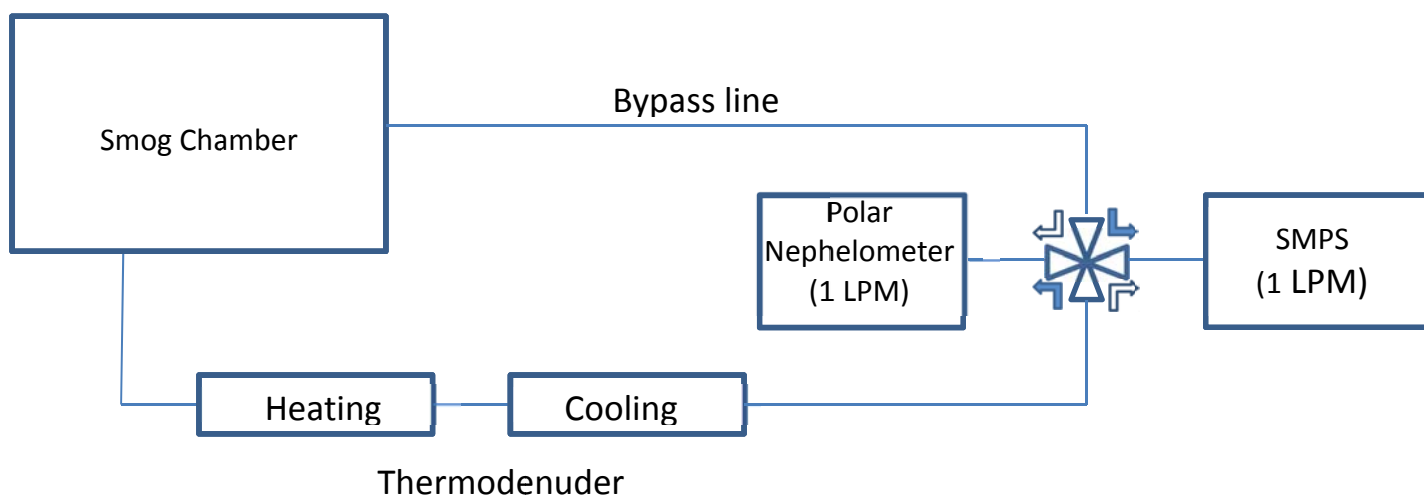 Bypass line
Smog Chamber
Polar
Nephelometer
(1 LPM)
SMPS
(1 LPM)
Heating
Cooling
Thermodenuder